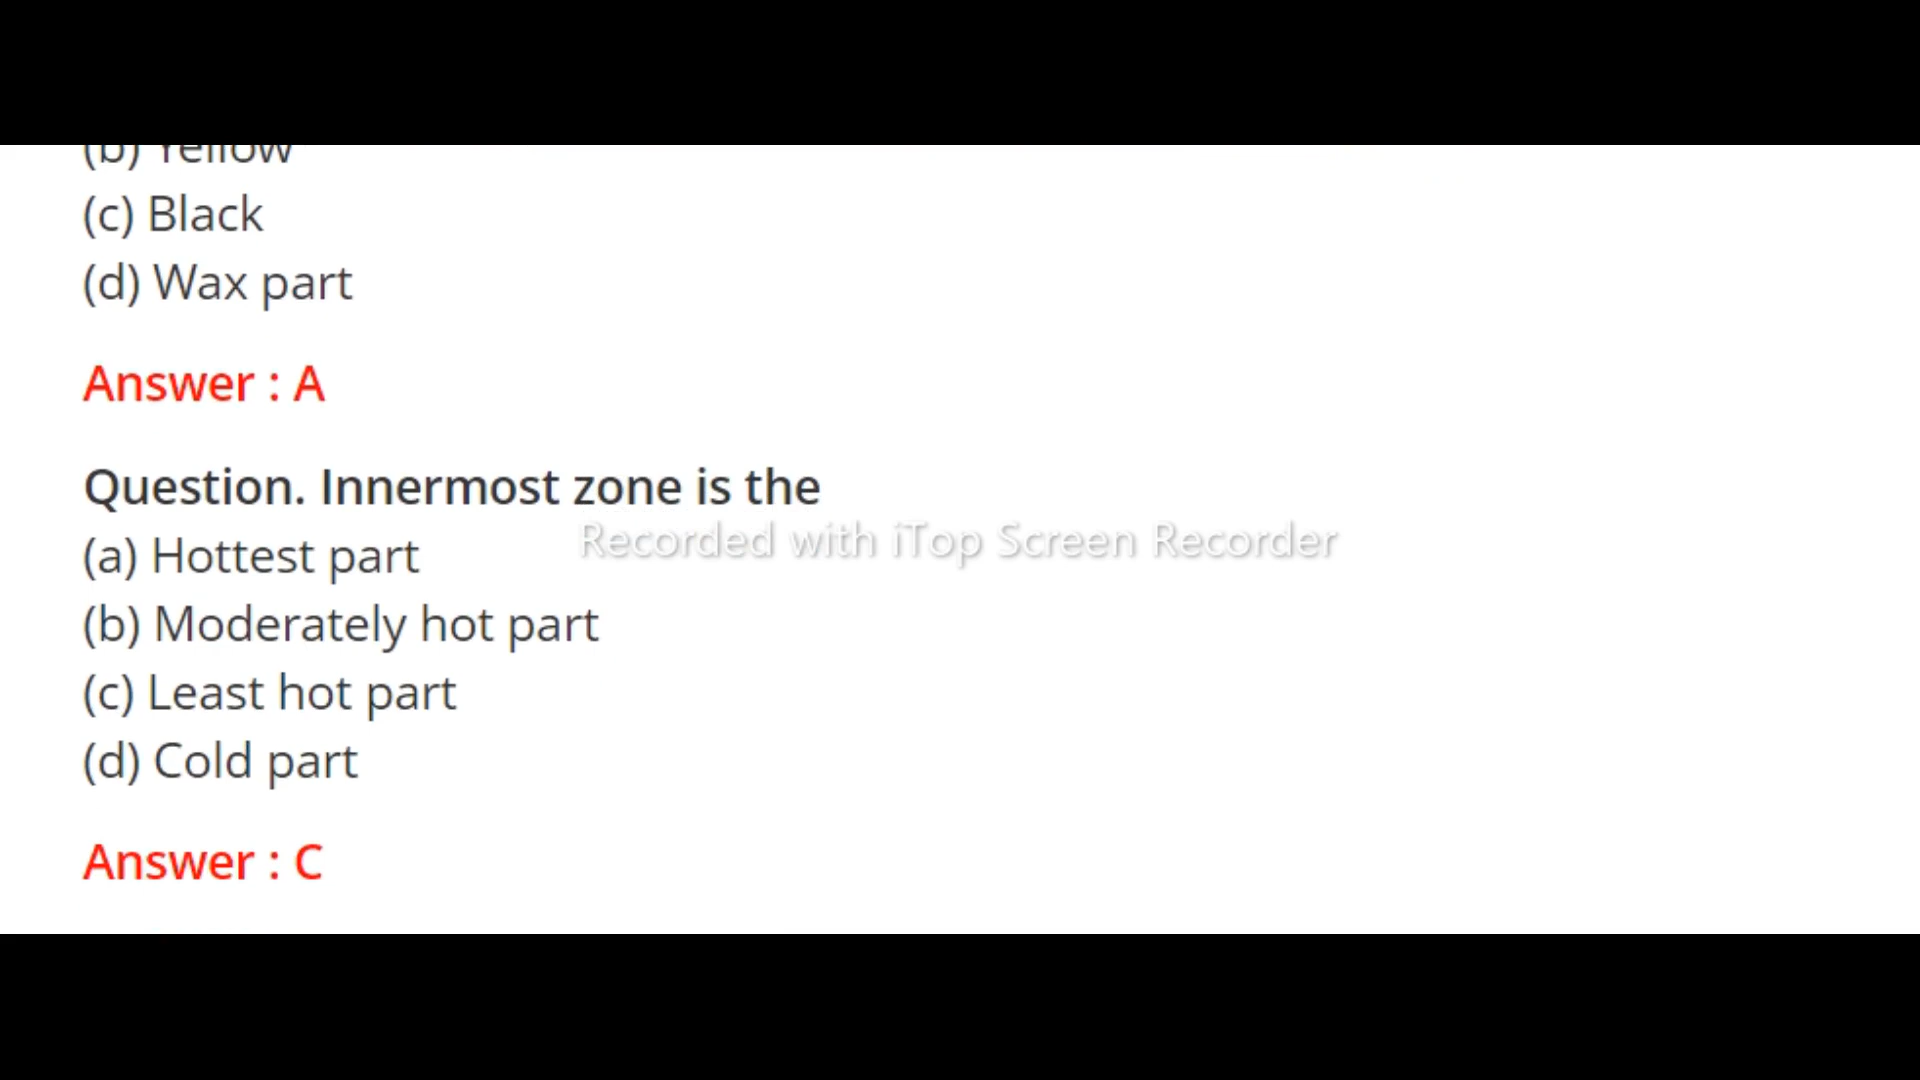 (b) Yellow
(c) Black
(d) Wax part
Answer : A
Question. Innermost zone is the
Recorded with iTop Screen Recorder
(a) Hottest part
(b) Moderately hot part
(c) Least hot part
(d) Cold part
Answer : C